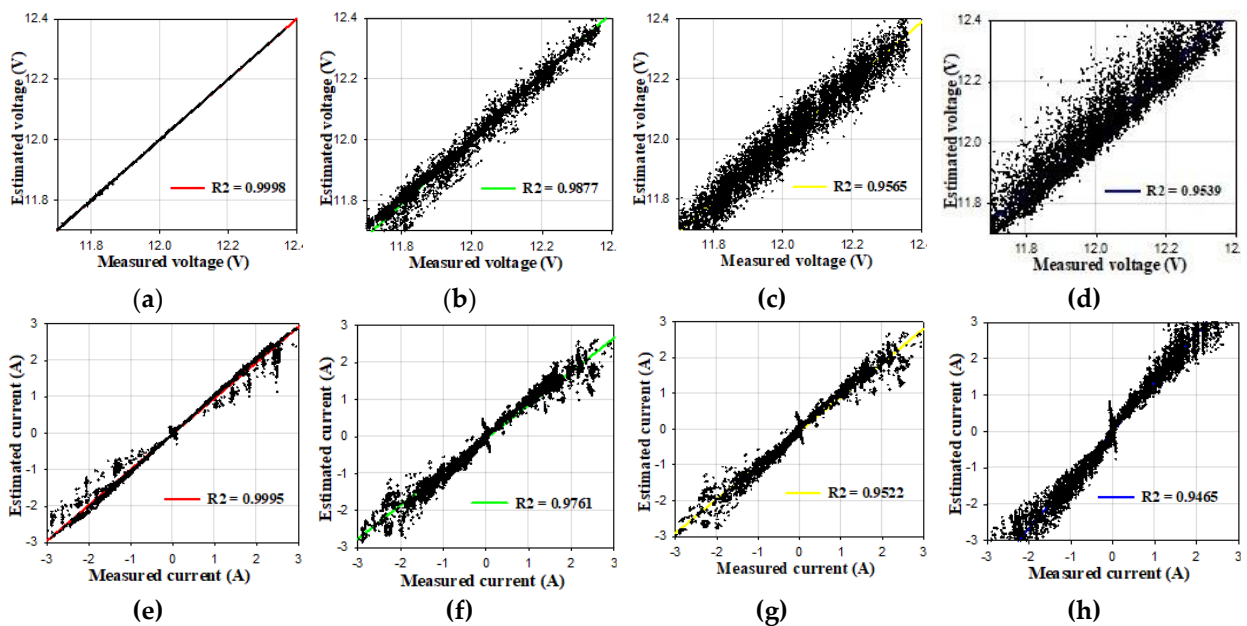 12.4
12.2
12.0
11.8
Estimated voltage (V)
R2 = 0.9998
11.8 12.0 12.2 12.4
Measured voltage (V)
(a)
12.4
12.2
12.0
11.8
Estimated voltage (V)
R2 = 0.9877
11.8 12.0 12.2 12.
Measured voltage (V)
(b)
12.4
12.2
12.0
11.8
Estimated voltage (V)
R2 = 0.9565
11.8 12.0 12.2 12.4
Measured voltage (V)
(c)
12.4
12.2
12.0
11.8
Estimated voltage (V)
R2 = 0.9539
11.8 12.0 12.2 12.
Measured voltage (V)
(d)
3
2
1
0
-1
-2
-3
Estimated current (A)
R2 = 0.9995
-3 -2 -1 0 1 2 3
Measured current (A)
(e)
3
2
1
0
-1
-2
-3
Estimated current (A)
R2 = 0.9761
-3 -2 -1 0 1 2 3
Measured current (A)
(f)
3
2
1
0
-1
-2
-3
Estimated current (A)
R2 = 0.9522
-3 -2 -1 0 1 2 3
Measured current (A)
(g)
3
2
1
0
-1
-2
-3
Estimated current (A)
R2 = 0.9465
-3 -2 -1 0 1 2 3
Measured current (A)
(h)